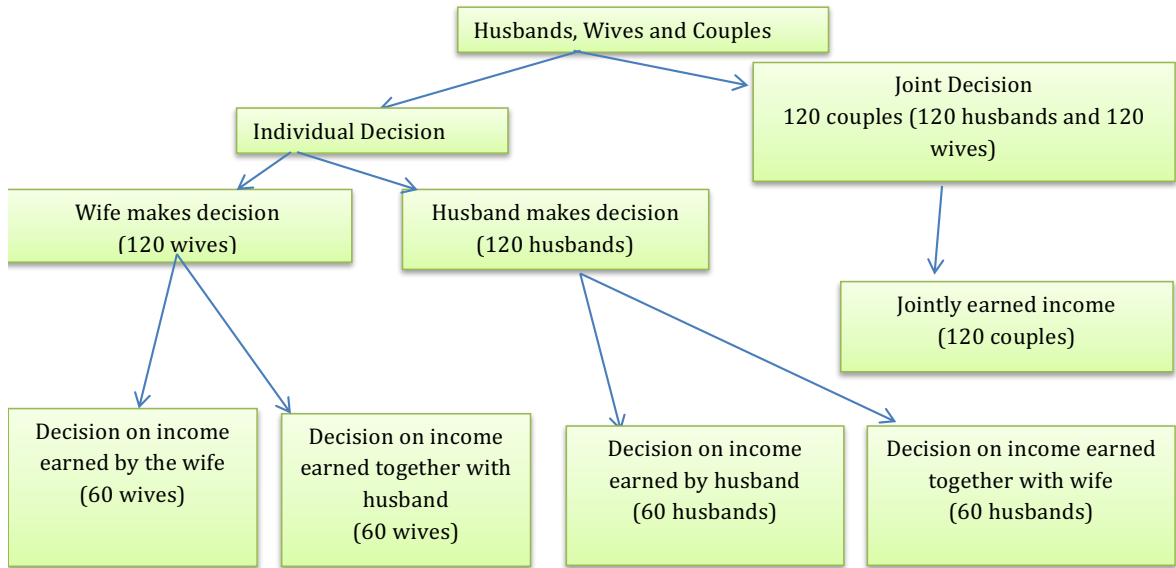 Husbands, Wives and Couples
Joint Decision
120 couples (120 husbands and 120
wives)
Individual Decision
Wife makes decision
(120 wives)
Husband makes decision
(120 husbands)
Jointly earned income
(120 couples)
Decision on income
earned by the wife
(60 wives)
Decision on income
earned together with
husband
(60 wives)
Decision on income
earned by husband
(60 husbands)
Decision on income earned
together with wife
(60 husbands)